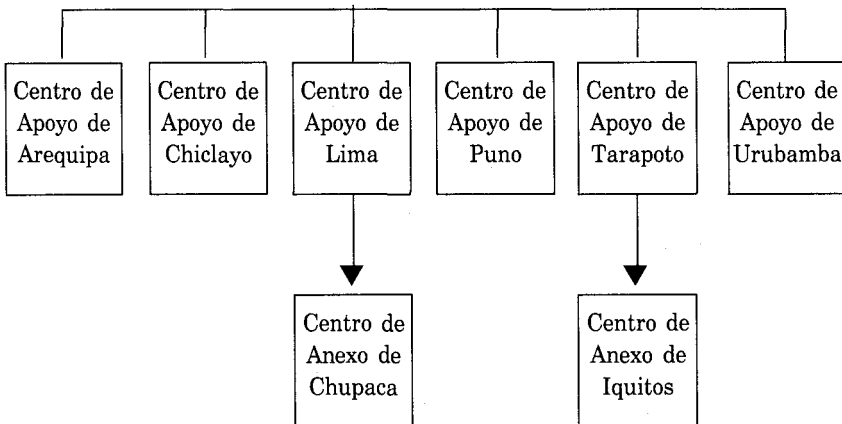 Centro de
Apoyo de
Arequipa
Centro de
Apoyo de
Chiclayo
Centro de
Apoyo de
Lima
Centro de
Apoyo de
Puno
Centro de
Apoyo de
Tarapoto
Centro de
Apoyo de
Urubamba
Centro de
Anexo de
Chupaca
Centro de
Anexo de
Iquitos